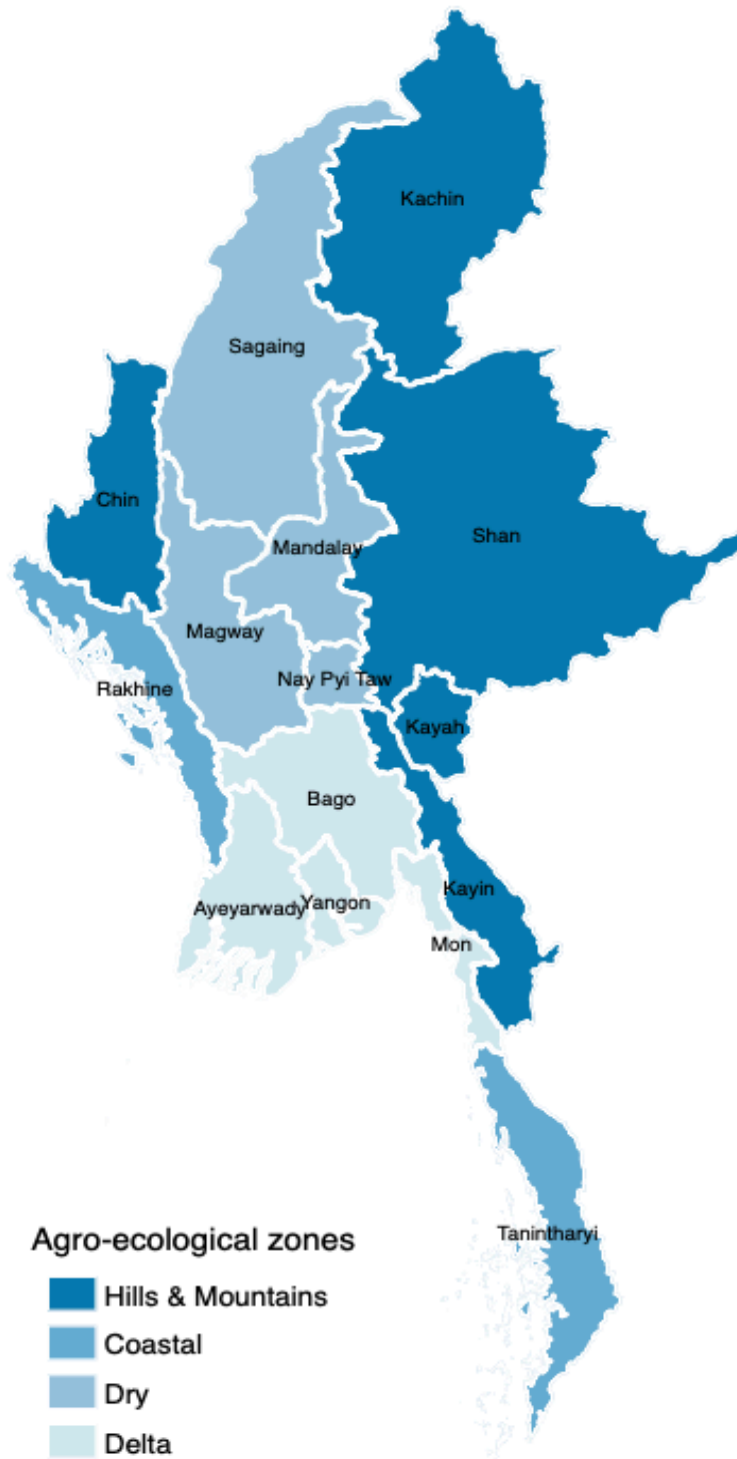 Kachin
Sagaing
Chin
Shan
Mandalay
Magway
Nay Pyi Taw
Rakhine
Kayah
Bago
Kayin
Ayeyarwady
Yangon
Mon
Tanintharyi
Agro-ecological zones
Hills & Mountains
Coastal
Dry
Delta